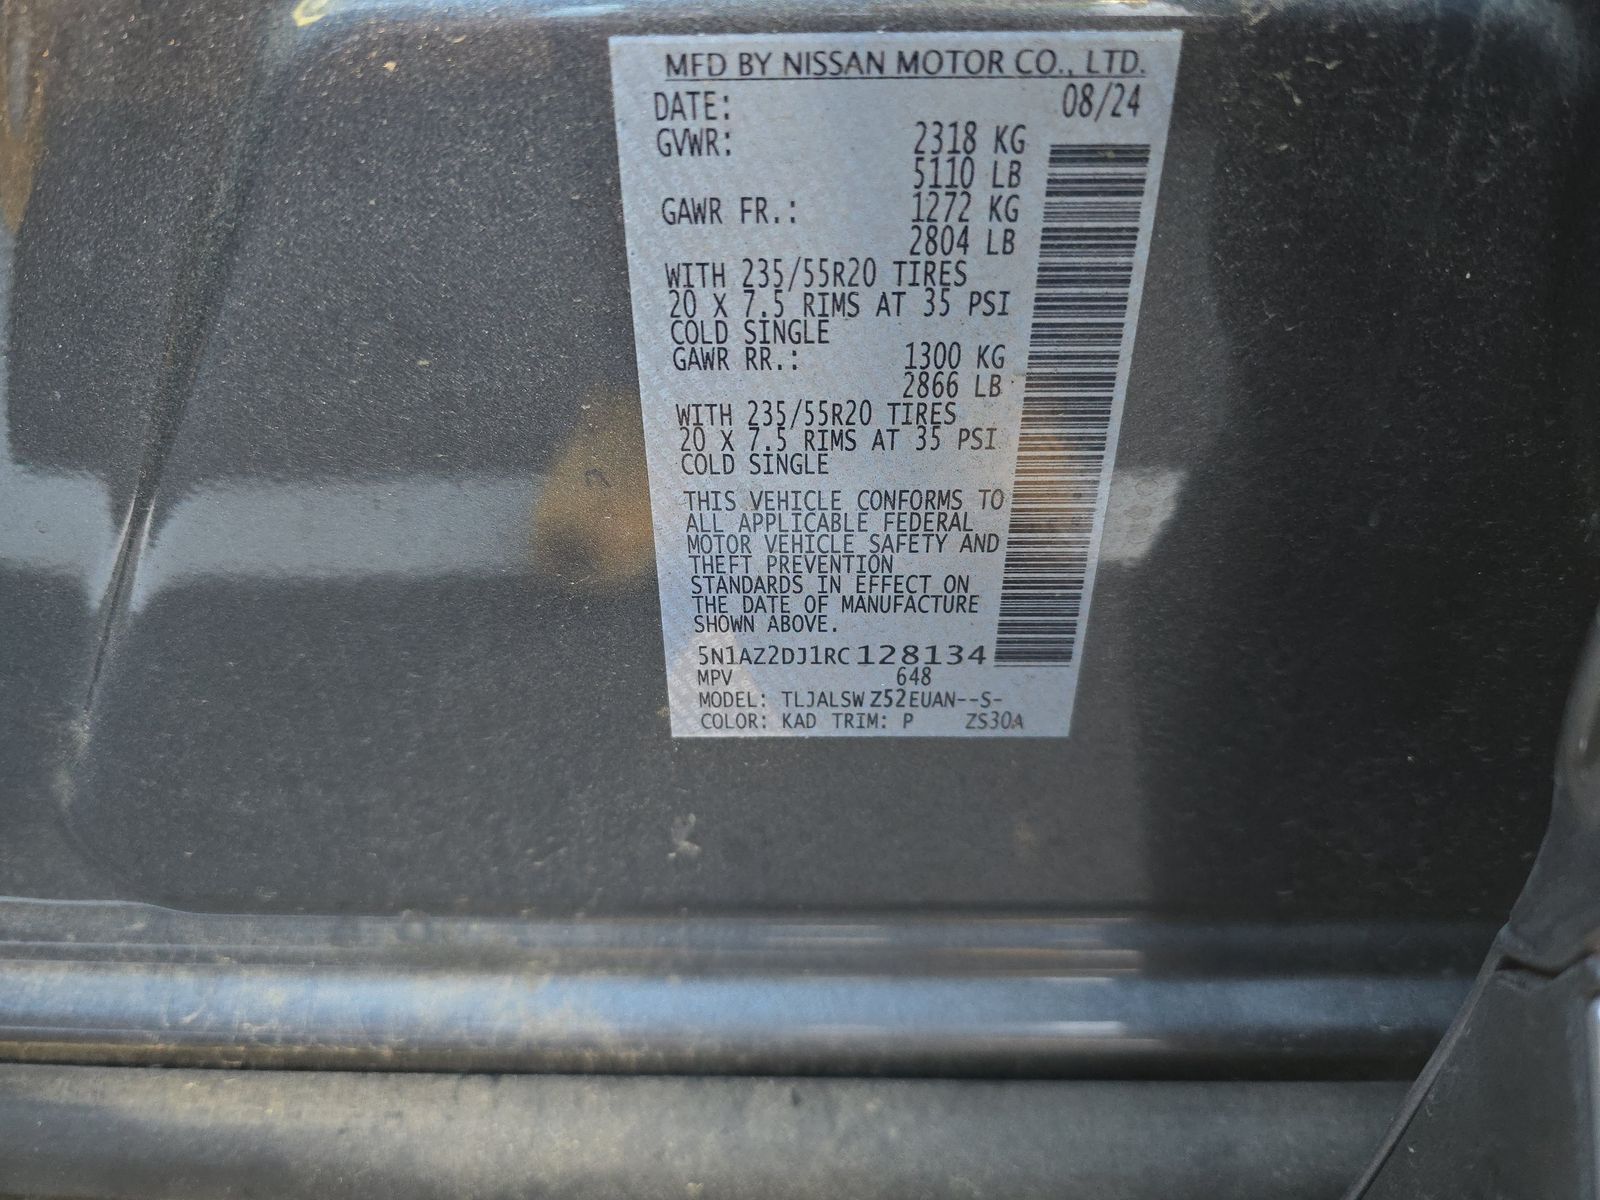 MFD BY NISSAN MOTOR CO., LTD.
DATE: 08/24
GVWR: 2318 KG
5110 LB
GAWR FR.: 1272 KG
2804 LB
WITH 235/55R20 TIRES
20 X 7.5 RIMS AT 35 PSI
COLD SINGLE
GAWR RR.: 1300 KG
2866 LB
WITH 235/55R20 TIRES
20 X 7.5 RIMS AT 35 PSI
COLD SINGLE
THIS VEHICLE CONFORMS TO
ALL APPLICABLE FEDERAL
MOTOR VEHICLE SAFETY AND
THEFT PREVENTION
STANDARDS IN EFFECT ON
THE DATE OF MANUFACTURE
SHOWN ABOVE.
5N1AZ2DJ1RC128134
MPV 648
MODEL: TLJALSWZ52EUAN--S-
COLOR: KAD TRIM: P ZS30A